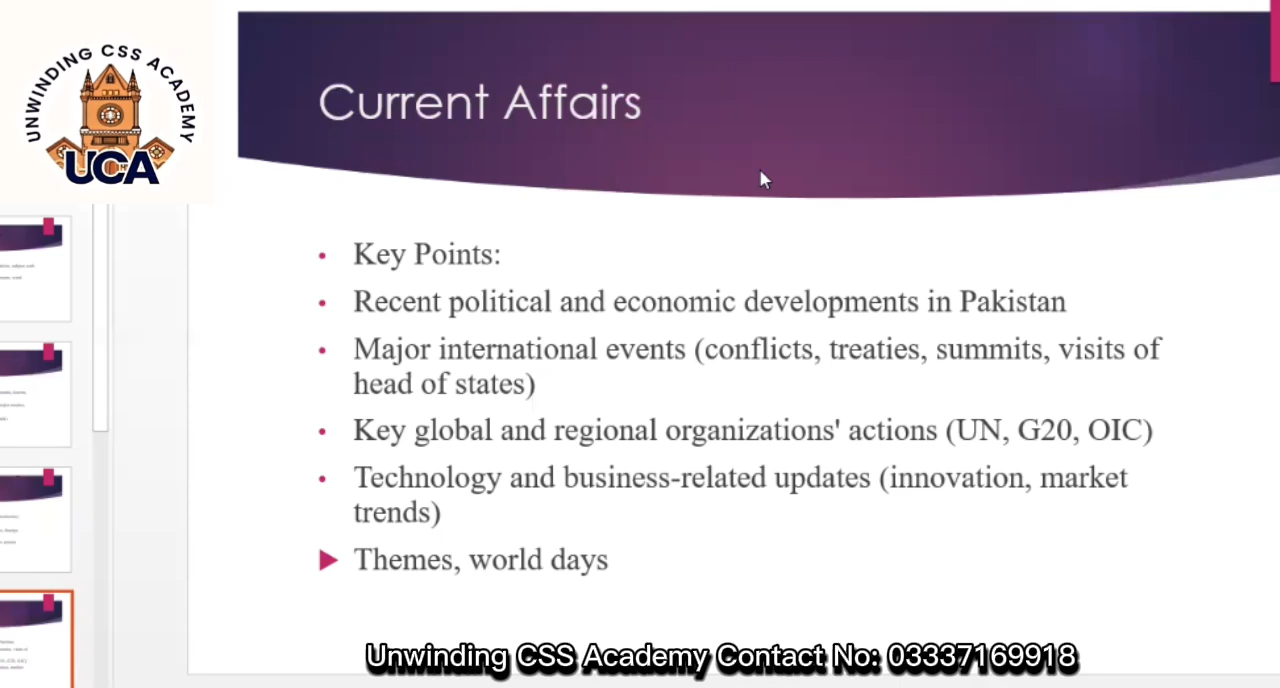 UNWINDING CSS ACADEMY
UCA
Current Affairs
Key Points:
Recent political and economic developments in Pakistan
Major international events (conflicts, treaties, summits, visits of
head of states)
Key global and regional organizations' actions (UN, G20, OIC)
Technology and business-related updates (innovation, market
trends)
Themes, world days
Unwinding CSS Academy Contact No: 03337169918